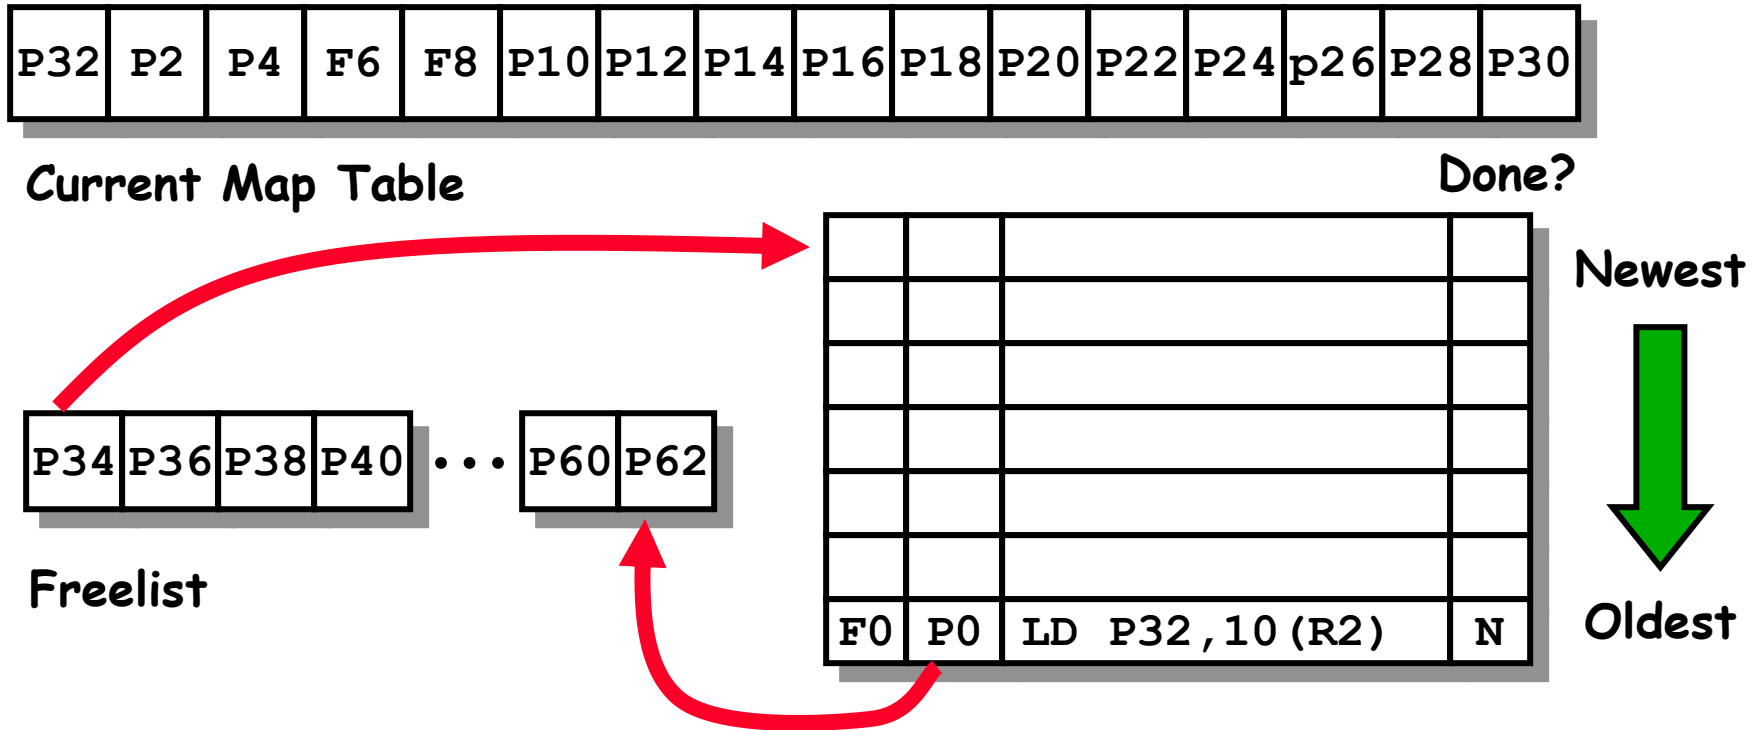 P32 P2 P4 F6 F8 P10 P12 P14 P16 P18 P20 P22 P24 p26 P28 P30
Current Map Table
Done?
Newest
P34 P36 P38 P40 ... P60 P62
Freelist
F0 P0 LD P32,10(R2) N
Oldest